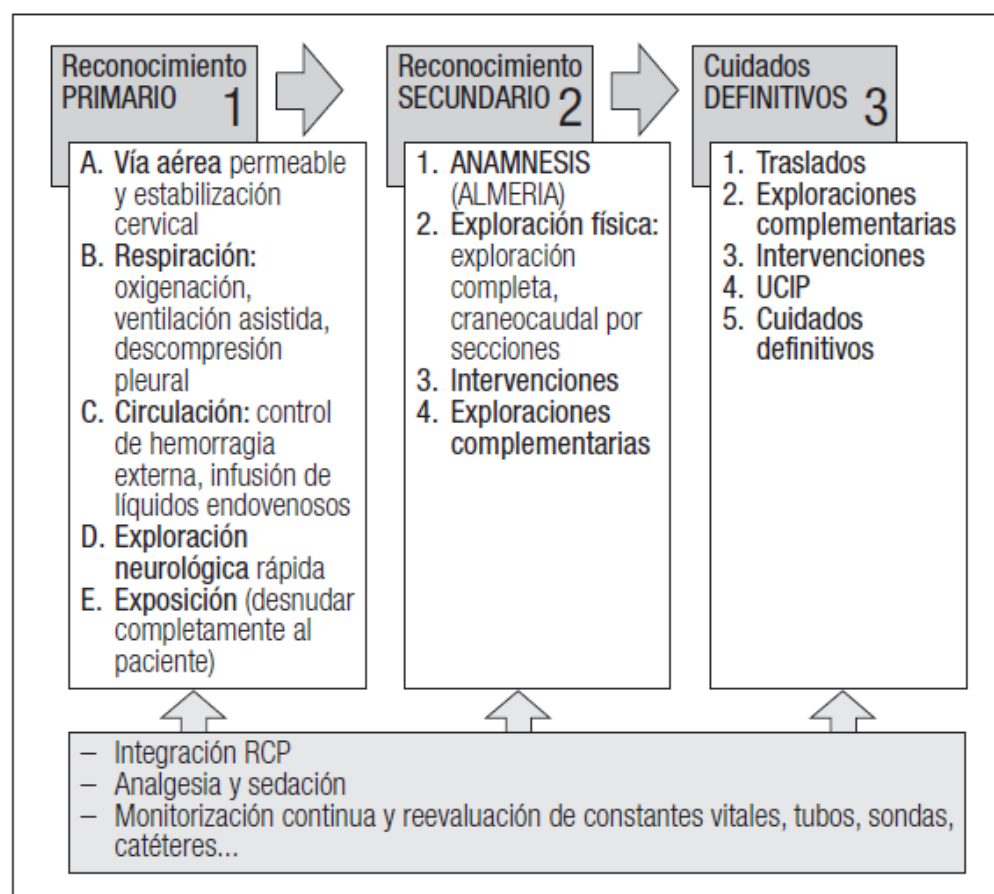 Reconocimiento
PRIMARIO 1
A. Vía aérea permeable
y estabilización
cervical
B. Respiración:
oxigenación,
ventilación asistida,
descompresión
pleural
C. Circulación: control
de hemorragia
externa, infusión de
líquidos endovenosos
D. Exploración
neurológica rápida
E. Exposición (desnudar
completamente al
paciente)
Reconocimiento
SECUNDARIO 2
1. ANAMNESIS
(ALMERIA)
2. Exploración física:
exploración
completa,
craneocaudal por
secciones
3. Intervenciones
4. Exploraciones
complementarias
Cuidados
DEFINITIVOS 3
1. Traslados
2. Exploraciones
complementarias
3. Intervenciones
4. UCIP
5. Cuidados
definitivos
– Integración RCP
– Analgesia y sedación
– Monitorización continua y reevaluación de constantes vitales, tubos, sondas,
catéteres...